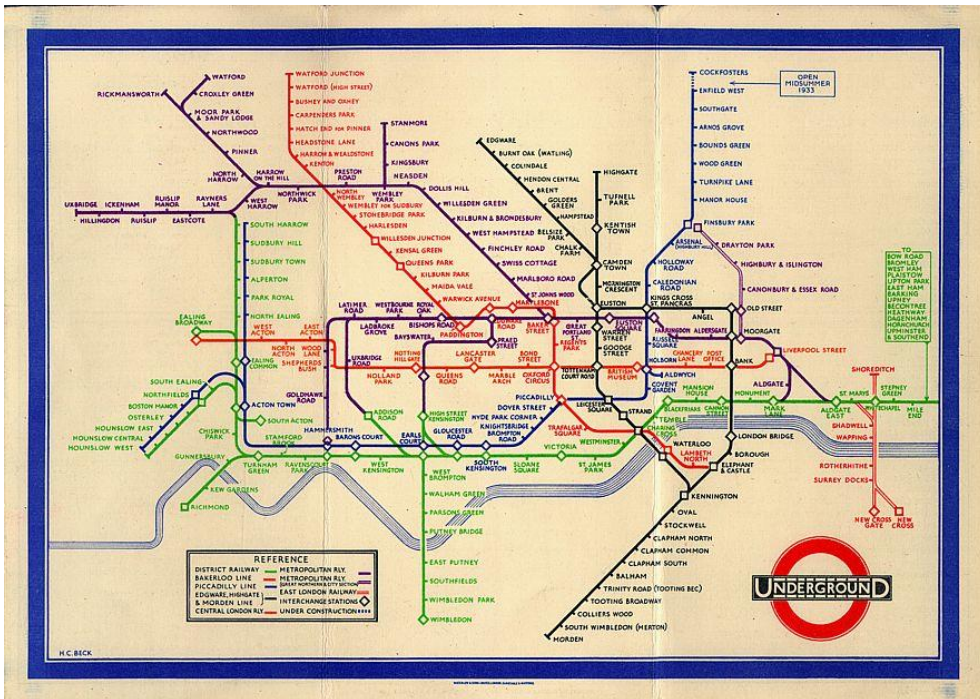 WATFORD
CROXLEY GREEN
RICKMANSWORTH
MOOR PARK
& SANDY LODGE
NORTHWOOD
PINNER
NORTH
HARROW
HARROW
ON THE HILL
NORTHWICK
PARK
PRESTON
ROAD
WEMBLEY
PARK
STANMORE
CANONS PARK
KINGSBURY
NEASDEN
DOLLIS HILL
WILLESDEN GREEN
KILBURN & BRONDESBURY
WEST HAMPSTEAD
FINCHLEY ROAD
SWISS COTTAGE
MARLBORO ROAD
ST JOHNS WOOD
UXBRIDGE
HILLINGDON
ICKENHAM
RUISLIP
RUISLIP
MANOR
EASTCOTE
RAYNERS
LANE
WEST
HARROW
WATFORD JUNCTION
WATFORD (HIGH STREET)
BUSHEY AND OXHEY
CARPENDERS PARK
HATCH END FOR PINNER
HEADSTONE LANE
HARROW & WEALDSTONE
KENTON
NORTH
WEMBLEY
WEMBLEY FOR SUDBURY
STONEBRIDGE PARK
HARLESDEN
WILLESDEN JUNCTION
KENSAL GREEN
QUEENS PARK
KILBURN PARK
MAIDA VALE
WARWICK AVENUE
PADDINGTON
EDGWARE
ROAD
MARYLEBONE
BAKER
STREET
REGENTS
PARK
EDGWARE
BURNT OAK (WATLING)
COLINDALE
HENDON CENTRAL
BRENT
GOLDERS
GREEN
HAMPSTEAD
BELSIZE
PARK
CHALK
FARM
HIGHGATE
TUFNELL
PARK
KENTISH
TOWN
CAMDEN
TOWN
MORNINGTON
CRESCENT
EUSTON
COCKFOSTERS
OPEN
MIDSUMMER
1933
ENFIELD WEST
SOUTHGATE
ARNOS GROVE
BOUNDS GREEN
WOOD GREEN
TURNPIKE LANE
MANOR HOUSE
FINSBURY PARK
ARSENAL
(HIGHBURY HILL)
DRAYTON PARK
HOLLOWAY
ROAD
HIGHBURY & ISLINGTON
CALEDONIAN
ROAD
CANONBURY & ESSEX ROAD
KINGS CROSS
ST PANCRAS
ANGEL
OLD STREET
MOORGATE
TO
BOW ROAD
BROMLEY
WEST HAM
PLAISTOW
UPTON PARK
EAST HAM
BARKING
UPNEY
BECONTREE
HEATHWAY
DAGENHAM
HORNCHURCH
UPMINSTER
& SOUTHEND
SOUTH HARROW
SUDBURY HILL
SUDBURY TOWN
ALPERTON
PARK ROYAL
NORTH EALING
EALING
BROADWAY
EALING
COMMON
WEST
ACTON
EAST
ACTON
NORTH
ACTON
WOOD
LANE
SHEPHERDS
BUSH
LATIMER
ROAD
LADBROKE
GROVE
WESTBOURNE
PARK
ROYAL
OAK
BISHOPS ROAD
BAYSWATER
PRAED
STREET
UXBRIDGE
ROAD
GOLDHAWK
ROAD
HOLLAND
PARK
NOTTING
HILL GATE
QUEENS
ROAD
LANCASTER
GATE
MARBLE
ARCH
BOND
STREET
OXFORD
CIRCUS
GREAT
PORTLAND
ST
EUSTON
SQUARE
WARREN
STREET
GOODGE
STREET
TOTTENHAM
COURT ROAD
RUSSELL
SQUARE
FARRINGDON
ALDERSGATE
HOLBORN
BRITISH
MUSEUM
ALDWYCH
CHANCERY
LANE
POST
OFFICE
BANK
LIVERPOOL STREET
COVENT
GARDEN
LEICESTER
SQUARE
PICCADILLY
DOVER STREET
HYDE PARK CORNER
KNIGHTSBRIDGE
BROMPTON
ROAD
SOUTH
KENSINGTON
GLOUCESTER
ROAD
EARLS
COURT
HIGH STREET
KENSINGTON
ADDISON
ROAD
BARONS COURT
HAMMERSMITH
RAVENSCOURT
PARK
STAMFORD
BROOK
TURNHAM
GREEN
CHISWICK
PARK
ACTON TOWN
SOUTH ACTON
SOUTH EALING
NORTHFIELDS
BOSTON MANOR
OSTERLEY
HOUNSLOW EAST
HOUNSLOW CENTRAL
HOUNSLOW WEST
GUNNERSBURY
KEW GARDENS
RICHMOND
WEST
KENSINGTON
WEST
BROMPTON
WALHAM GREEN
PARSONS GREEN
PUTNEY BRIDGE
EAST PUTNEY
SOUTHFIELDS
WIMBLEDON PARK
WIMBLEDON
SLOANE
SQUARE
VICTORIA
ST JAMES
PARK
WESTMINSTER
TRAFALGAR
SQUARE
STRAND
CHARING
CROSS
TEMPLE
BLACKFRIARS
MANSION
HOUSE
CANNON
STREET
MONUMENT
MARK
LANE
ALDGATE
ALDGATE
EAST
ST MARYS
WHITECHAPEL
STEPNEY
GREEN
MILE
END
SHOREDITCH
SHADWELL
WAPPING
ROTHERHITHE
SURREY DOCKS
NEW CROSS
GATE
NEW
CROSS
WATERLOO
LAMBETH
NORTH
LONDON BRIDGE
BOROUGH
ELEPHANT
& CASTLE
KENNINGTON
OVAL
STOCKWELL
CLAPHAM NORTH
CLAPHAM COMMON
CLAPHAM SOUTH
BALHAM
TRINITY ROAD (TOOTING BEC)
TOOTING BROADWAY
COLLIERS WOOD
SOUTH WIMBLEDON (MERTON)
MORDEN
REFERENCE
DISTRICT RAILWAY
BAKERLOO LINE
PICCADILLY LINE
EDGWARE, HIGHGATE
& MORDEN LINE
CENTRAL LONDON RLY.
METROPOLITAN RLY.
METROPOLITAN RLY.
(GREAT NORTHERN & CITY SECTION)
EAST LONDON RAILWAY
INTERCHANGE STATIONS
UNDER CONSTRUCTION
UNDERGROUND
H.C. BECK